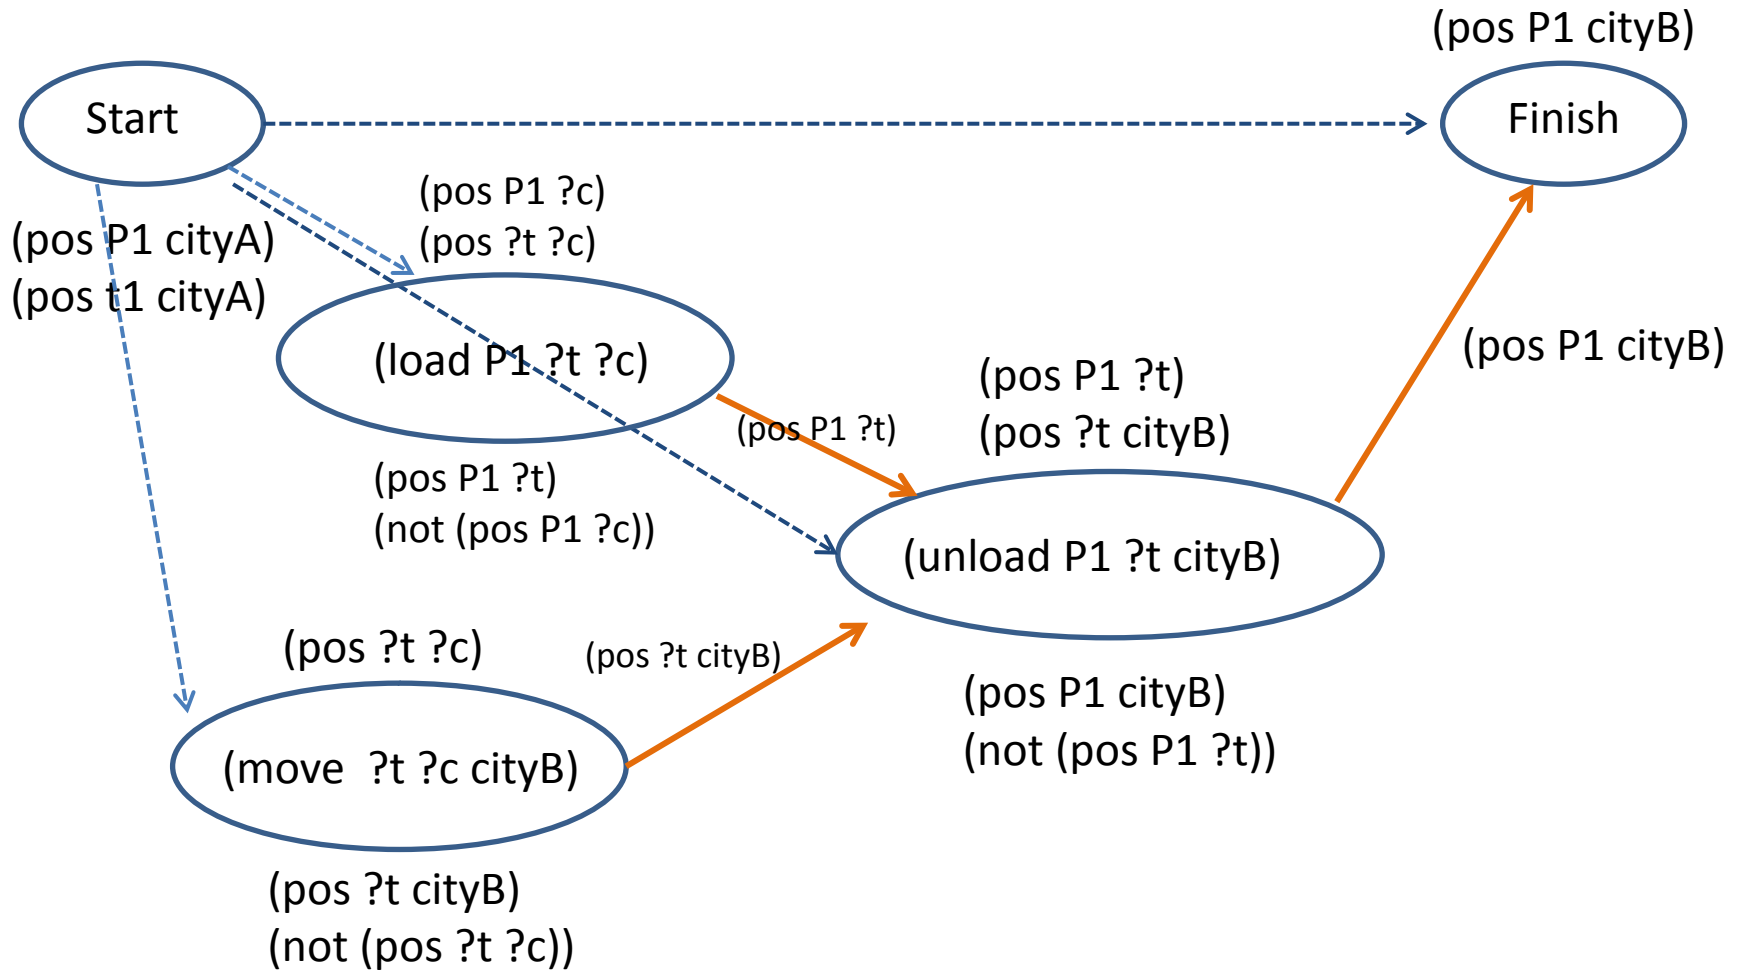 (pos P1 cityB)
Start
Finish
(pos P1 ?c)
(pos ?t ?c)
(pos P1 cityA)
(pos t1 cityA)
(load P1 ?t ?c)
(pos P1 cityB)
(pos P1 ?t)
(pos P1 ?t)
(pos ?t cityB)
(pos P1 ?t)
(not (pos P1 ?c))
(unload P1 ?t cityB)
(pos ?t ?c)
(pos ?t cityB)
(pos P1 cityB)
(not (pos P1 ?t))
(move  ?t ?c cityB)
(pos ?t cityB)
(not (pos ?t ?c))